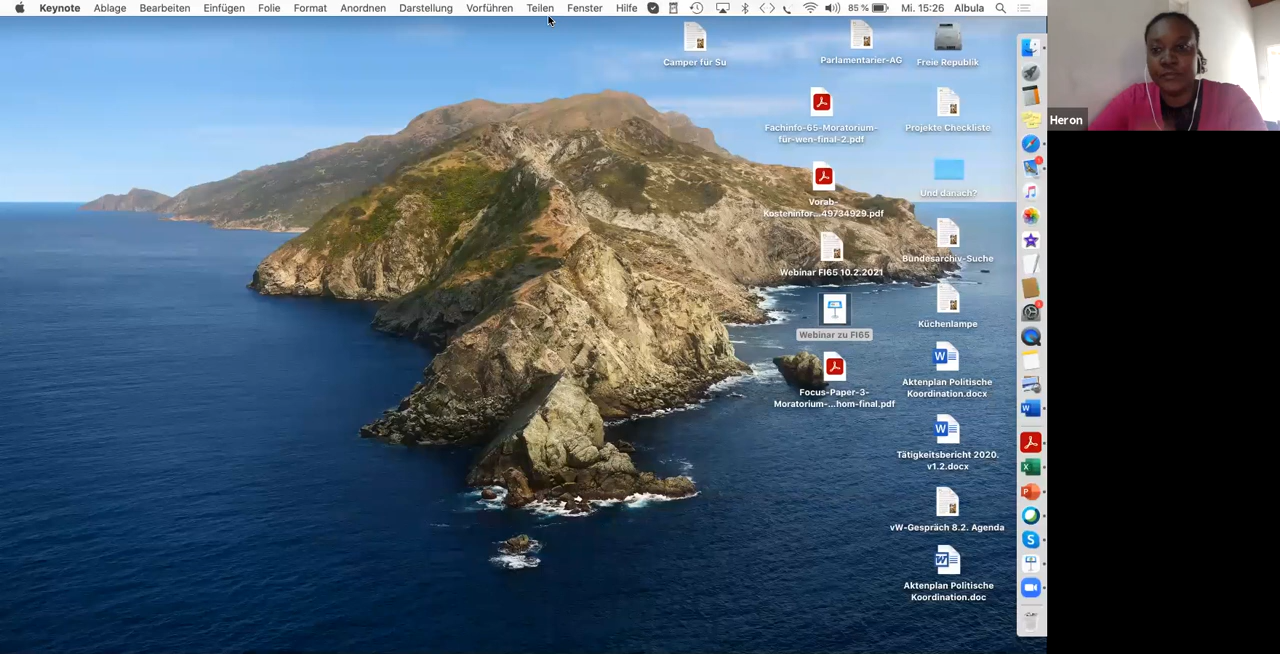 Keynote Ablage Bearbeiten Einfügen Folie Format Anordnen Darstellung Vorführen Teilen Fenster Hilfe 85 % Mi. 15:26 Albula
Camper für Su
Parlamentarier-AG
Freie Republik
Fachinfo-65-Moratorium-
für-wen-final-2.pdf
Projekte Checkliste
Vorab-
Kosteninfor...49734929.pdf
Und danach?
Webinar FI65 10.2.2021
Bundesarchiv-Suche
Webinar zu FI65
Küchenlampe
Focus-Paper-3-
Moratorium-...hom-final.pdf
Aktenplan Politische
Koordination.docx
Tätigkeitsbericht 2020.
v1.2.docx
vW-Gespräch 8.2. Agenda
Aktenplan Politische
Koordination.doc
Heron